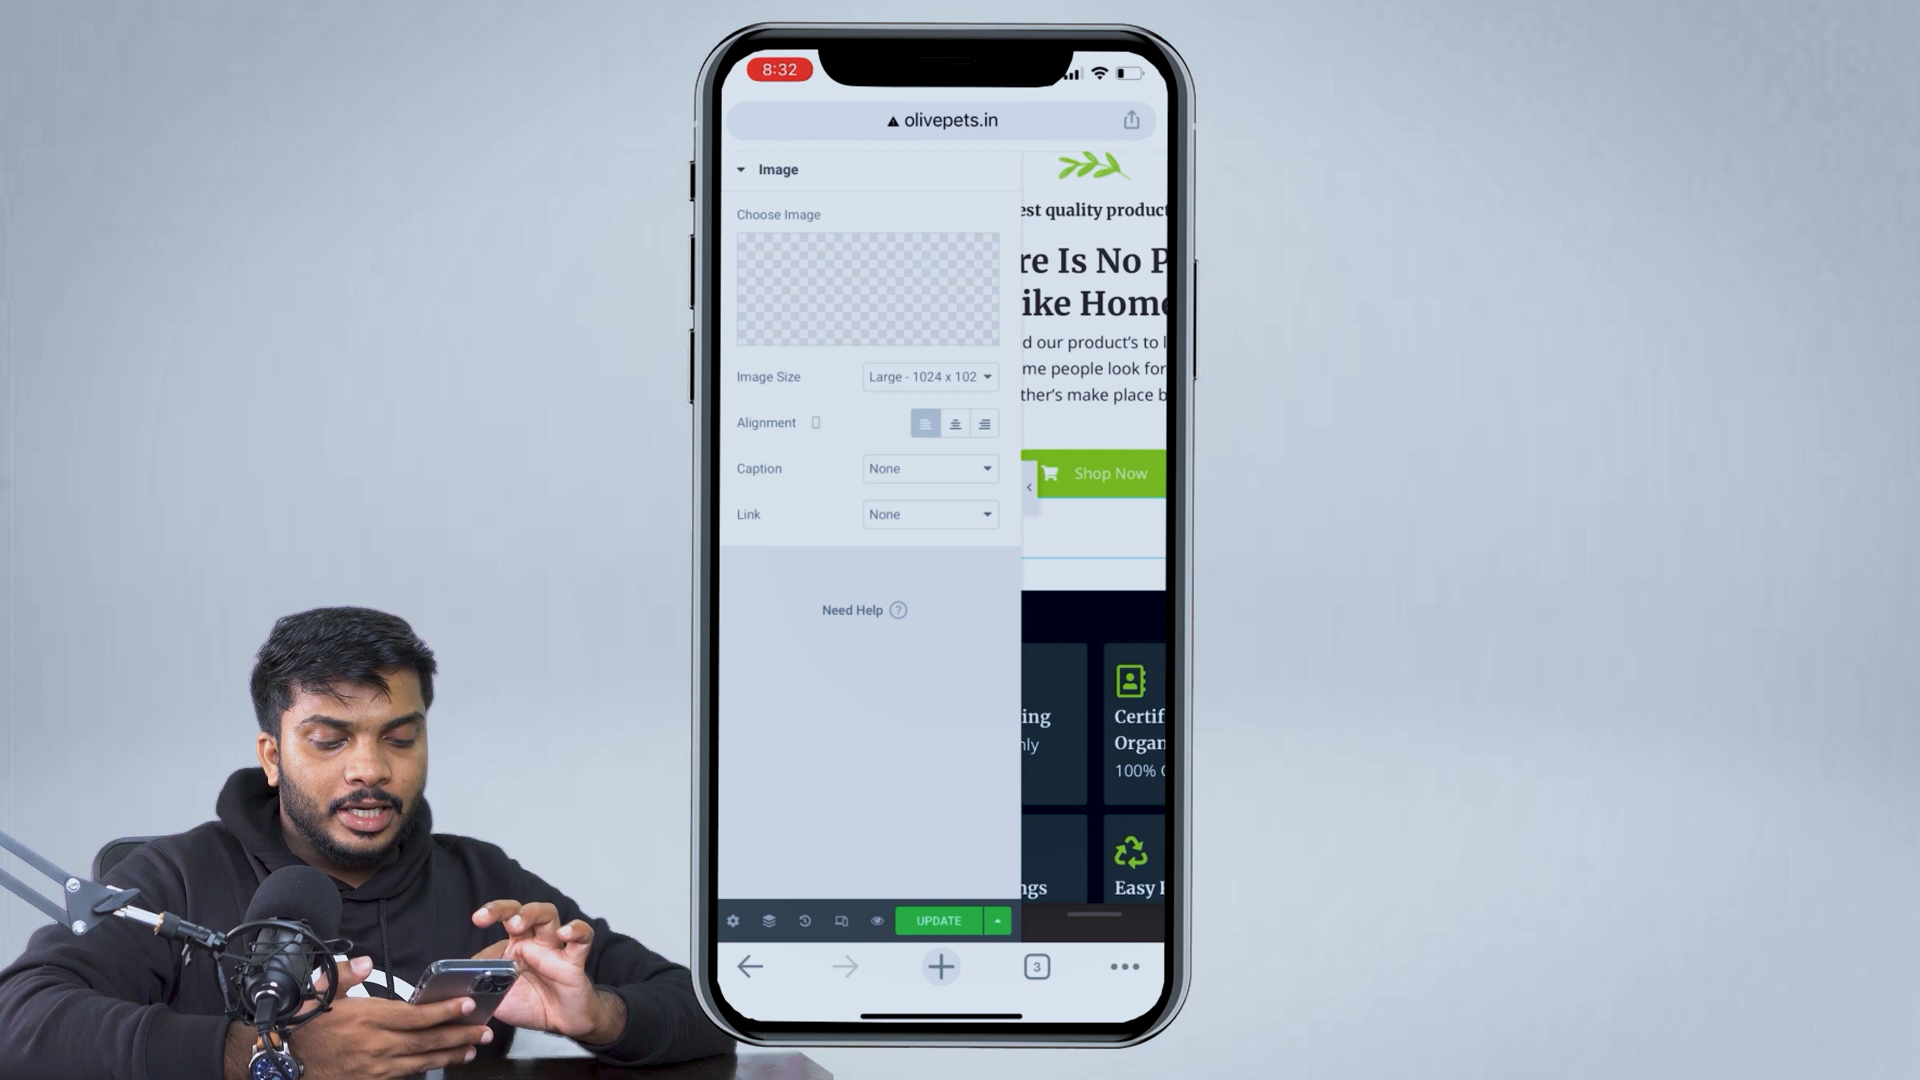 8:32
olivepets.in
Image
Choose Image
Image Size
Large - 1024 x 102
Alignment
Caption
None
Link
None
Need Help ?
UPDATE
3
est quality product
re Is No P
ike Home
d our product's to l
me people look for
ther's make place b
Shop Now
ing
nly
Certif
Organ
100%
ngs
Easy